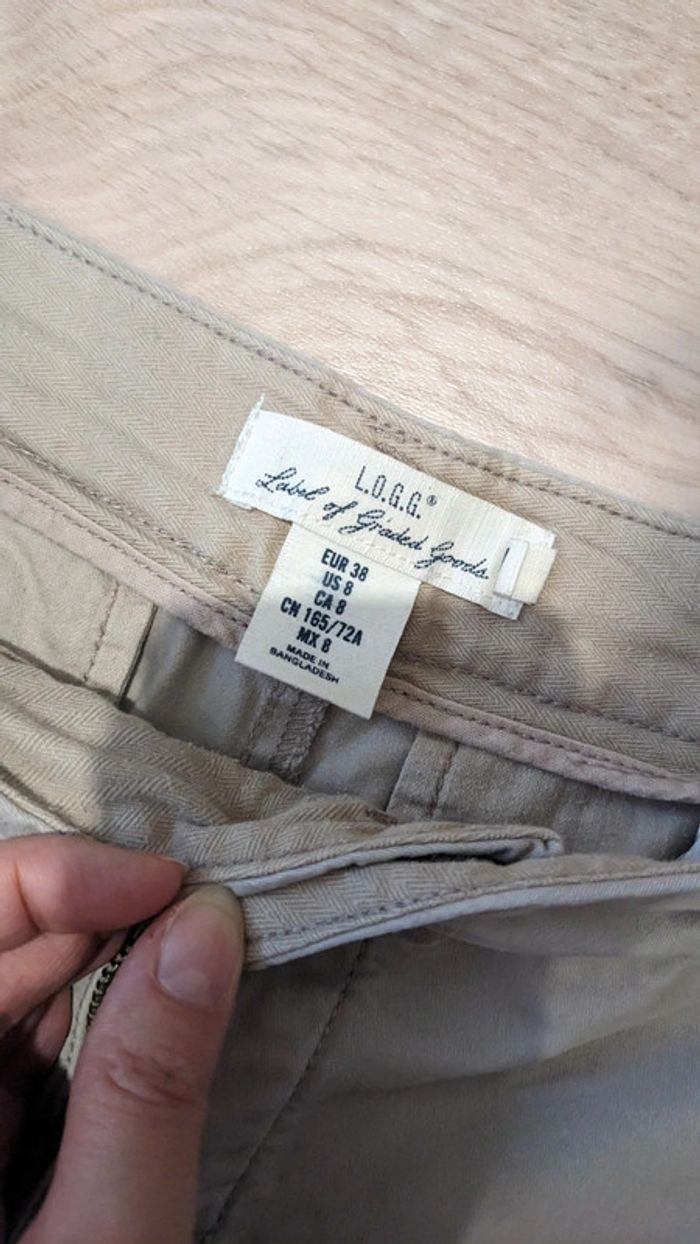 L.O.G.G.®
Label of Graded Goods
EUR 38
US 8
CA 8
CN 165/72A
MX 8
MADE IN
BANGLADESH